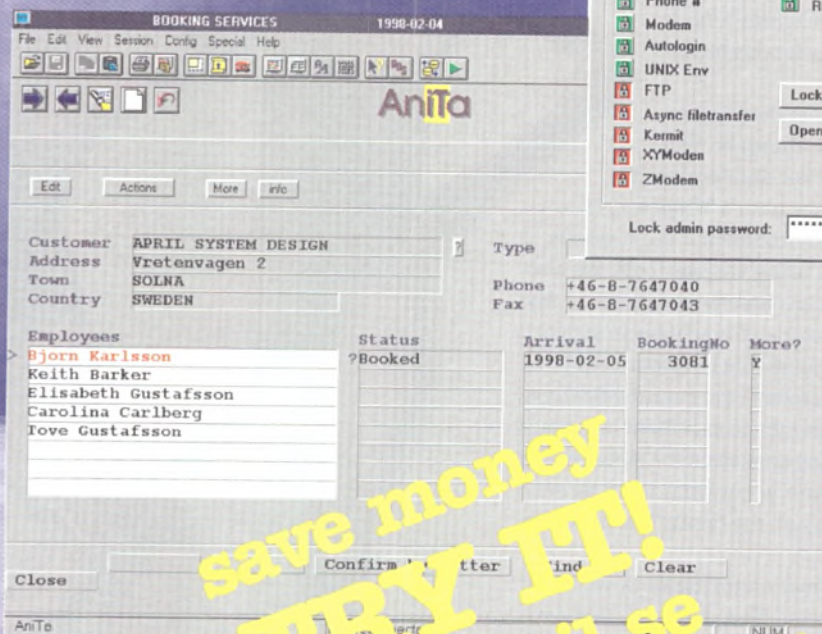 BOOKING SERVICES 1998-02-04
File Edit View Session Config Special Help
AniTa
Edit Actions More info
Phone #
Modem
Autologin
UNIX Env
FTP
Async filetransfer
Kermit
XYModem
ZModem
Lock
Open
Lock admin password: *****
Customer APRIL SYSTEM DESIGN ? Type
Address Vretenvagen 2
Town SOLNA Phone +46-8-7647040
Country SWEDEN Fax +46-8-7647043
Employees Status Arrival BookingNo More?
> Bjorn Karlsson ?Booked 1998-02-05 3081 Y
Keith Barker
Elisabeth Gustafsson
Carolina Carlberg
Tove Gustafsson
save money
TRY IT!
se
Confirm
Clear
Close
AniTa NUM